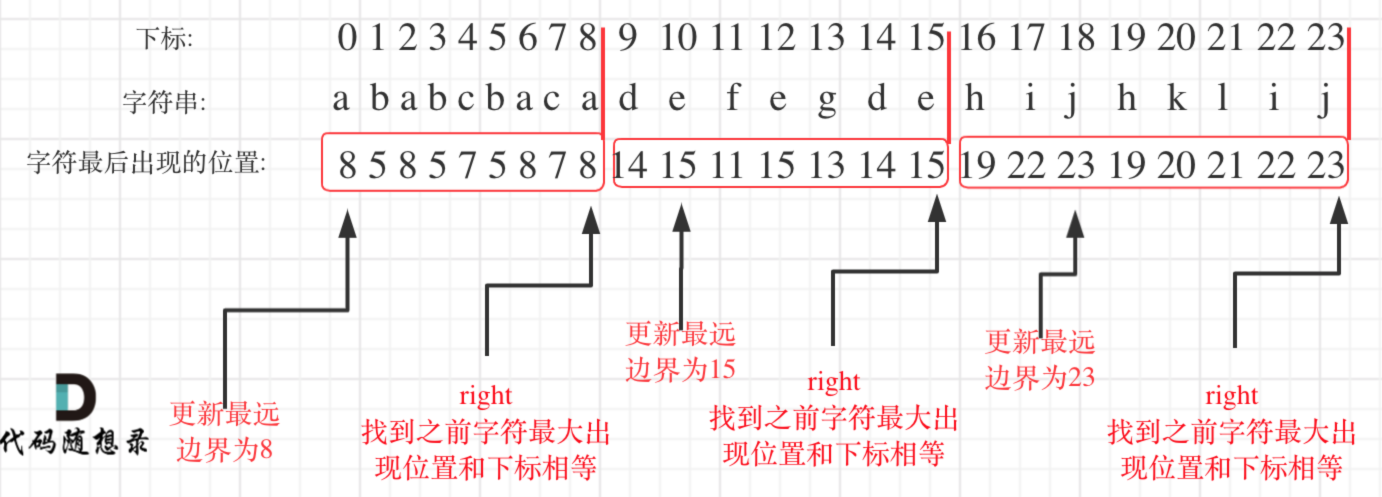 下标: 0 1 2 3 4 5 6 7 8 9 10 11 12 13 14 15 16 17 18 19 20 21 22 23
字符串: a b a b c b a c a d e f e g d e h i j h k l i j
字符最后出现的位置: 8 5 8 5 7 5 8 7 8 14 15 11 15 13 14 15 19 22 23 19 20 21 22 23
更新最远
边界为8
right
找到之前字符最大出
现位置和下标相等
更新最远
边界为15
right
找到之前字符最大出
现位置和下标相等
更新最远
边界为23
right
找到之前字符最大出
现位置和下标相等
代码随想录